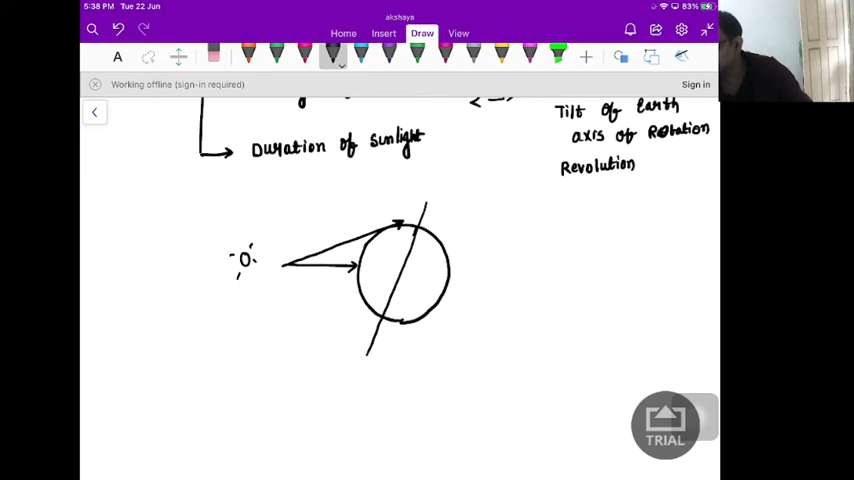 5:38 PM Tue 22 Jun
83%
akshaya
Home Insert Draw View
A
Working offline (sign-in required)
Sign in
Tilt of Earth
axis of Rotation
Duration of sunlight
Revolution
TRIAL